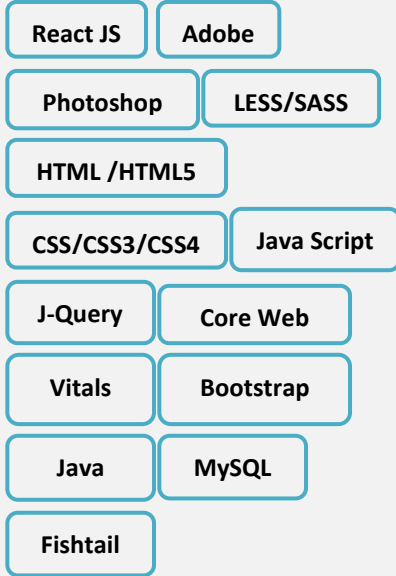 React JS Adobe
Photoshop LESS/SASS
HTML /HTML5
CSS/CSS3/CSS4 Java Script
J-Query Core Web
Vitals Bootstrap
Java MySQL
Fishtail